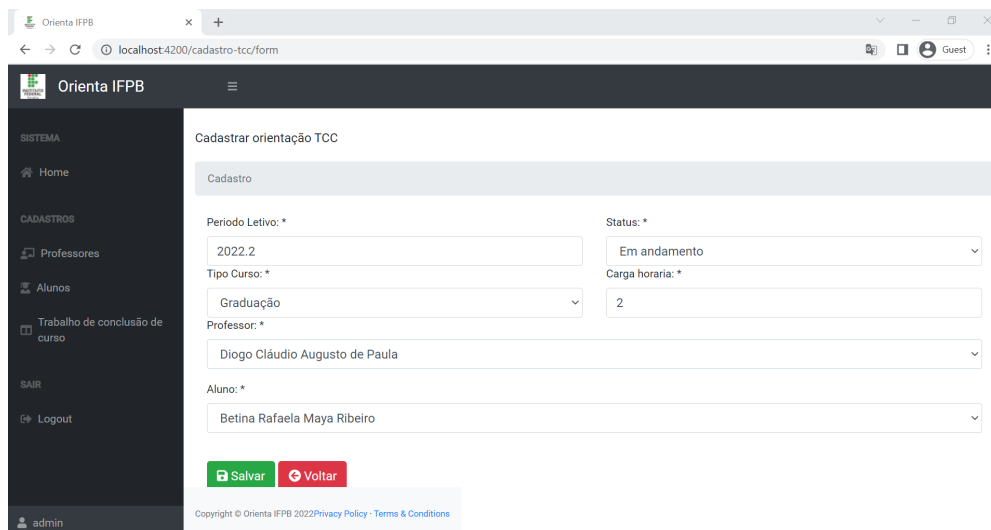 Orienta IFPB
localhost:4200/cadastro-tcc/form
Guest
Orienta IFPB
SISTEMA
Home
CADASTROS
Professores
Alunos
Trabalho de conclusão de
curso
SAIR
Logout
admin
Cadastrar orientação TCC
Cadastro
Periodo Letivo: *
2022.2
Status: *
Em andamento
Tipo Curso: *
Graduação
Carga horaria: *
2
Professor: *
Diogo Cláudio Augusto de Paula
Aluno: *
Betina Rafaela Maya Ribeiro
Salvar
Voltar
Copyright © Orienta IFPB 2022Privacy Policy · Terms & Conditions